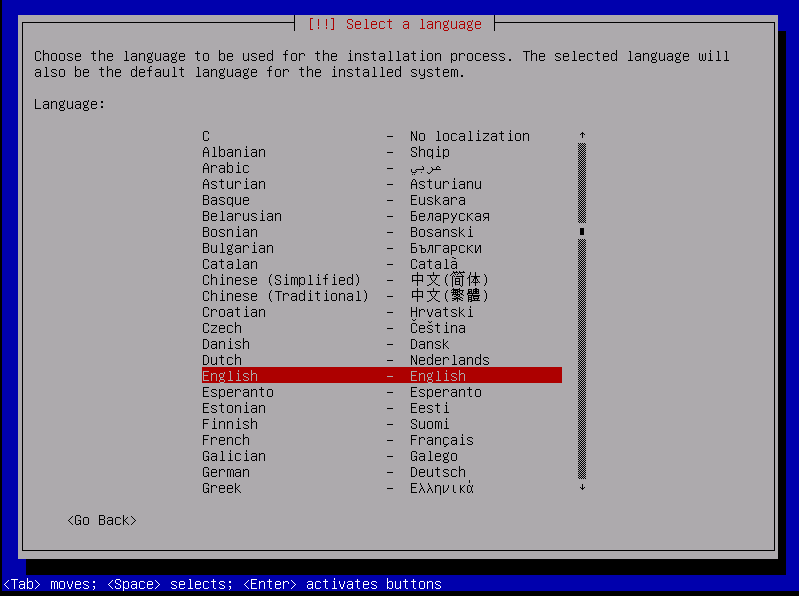 [!!] Select a language
Choose the language to be used for the installation process. The selected language will
also be the default language for the installed system.
Language:
C - No localization ↑
Albanian - Shqip
Arabic - عربي
Asturian - Asturianu
Basque - Euskara
Belarusian - Беларуская
Bosnian - Bosanski
Bulgarian - Български
Catalan - Català
Chinese (Simplified) - 中文(简体)
Chinese (Traditional) - 中文(繁體)
Croatian - Hrvatski
Czech - Čeština
Danish - Dansk
Dutch - Nederlands
English - English
Esperanto - Esperanto
Estonian - Eesti
Finnish - Suomi
French - Français
Galician - Galego
German - Deutsch
Greek - Ελληνικά ↓
<Go Back>
<Tab> moves; <Space> selects; <Enter> activates buttons